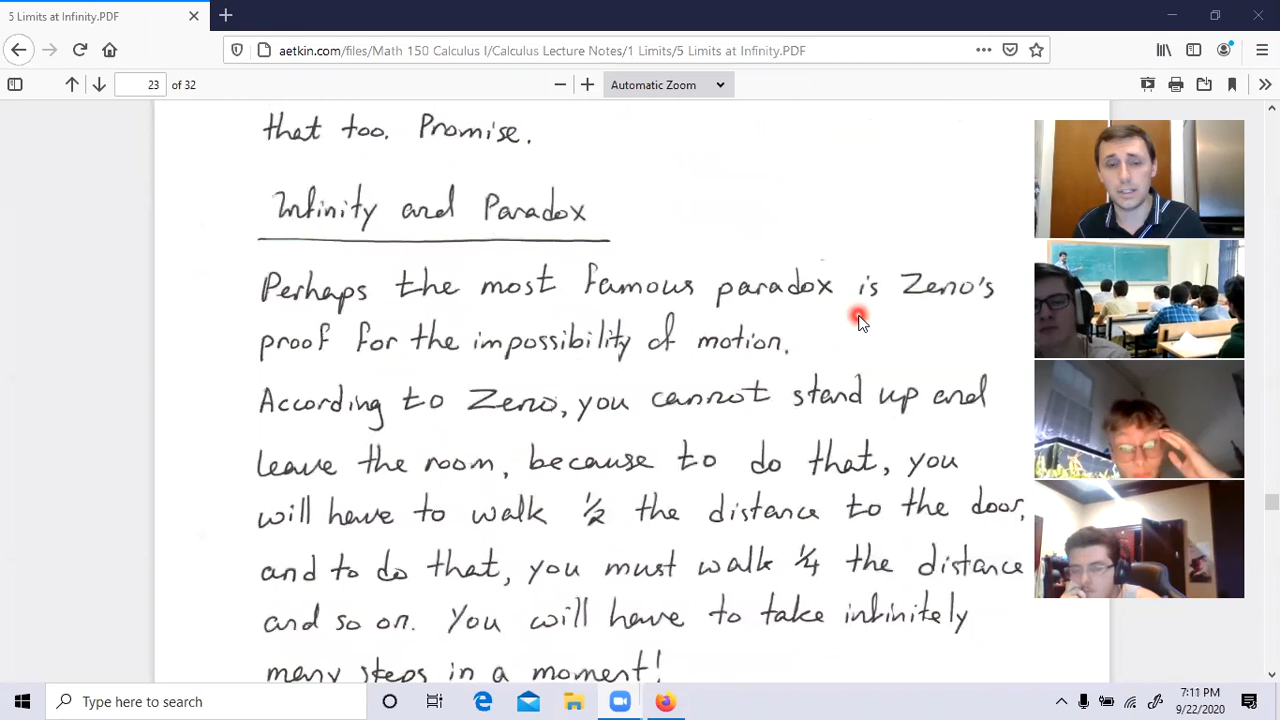 5 Limits at Infinity.PDF
aetkin.com/files/Math 150 Calculus I/Calculus Lecture Notes/1 Limits/5 Limits at Infinity.PDF
23 of 32
Automatic Zoom
that too. Promise.
Infinity and Paradox
Perhaps the most famous paradox is Zeno's
proof for the impossibility of motion.
According to Zeno, you cannot stand up and
leave the room, because to do that, you
will have to walk 1/2 the distance to the door,
and to do that, you must walk 1/4 the distance
and so on. You will have to take infinitely
many steps in a moment!
Type here to search
7:11 PM
9/22/2020